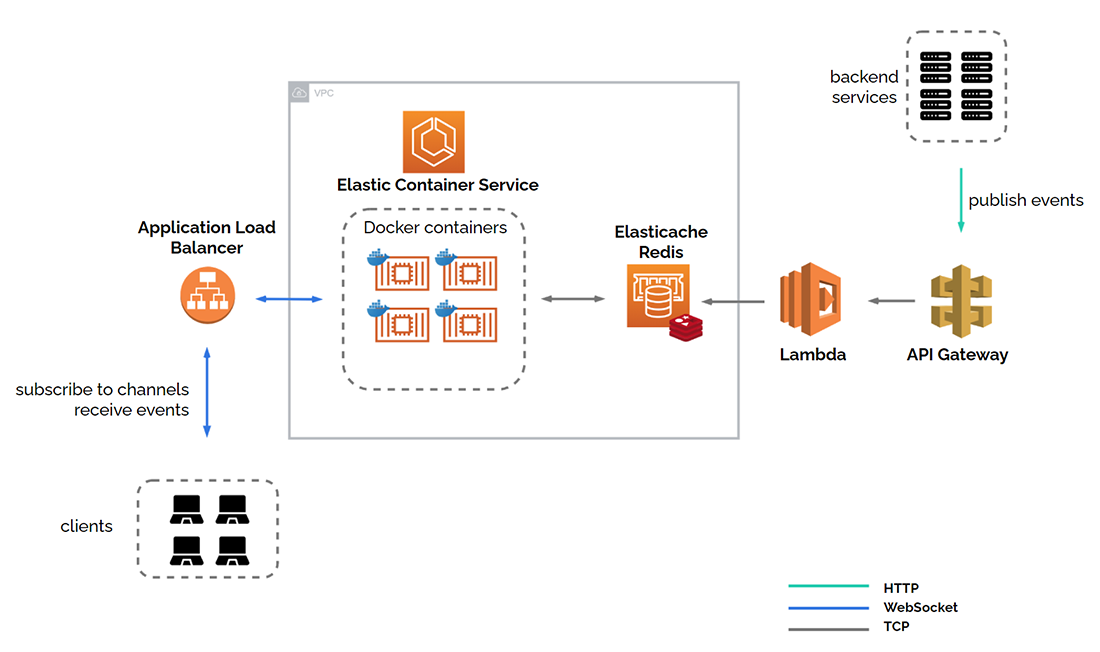 backend
services
VPC
Elastic Container Service
publish events
Application Load
Balancer
Docker containers
Elasticache
Redis
Lambda
API Gateway
subscribe to channels
receive events
clients
HTTP
WebSocket
TCP